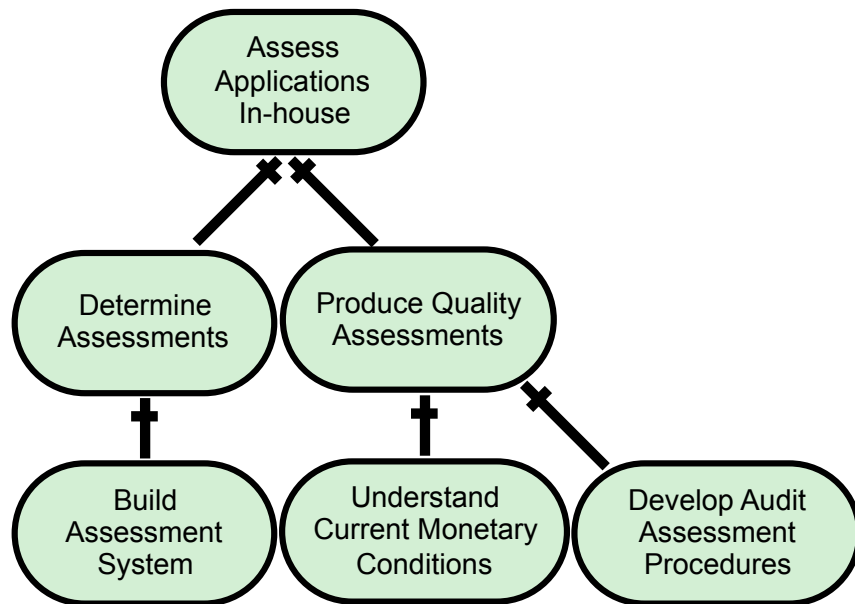 Assess
Applications
In-house
Determine
Assessments
Produce Quality
Assessments
Build
Assessment
System
Understand
Current Monetary
Conditions
Develop Audit
Assessment
Procedures